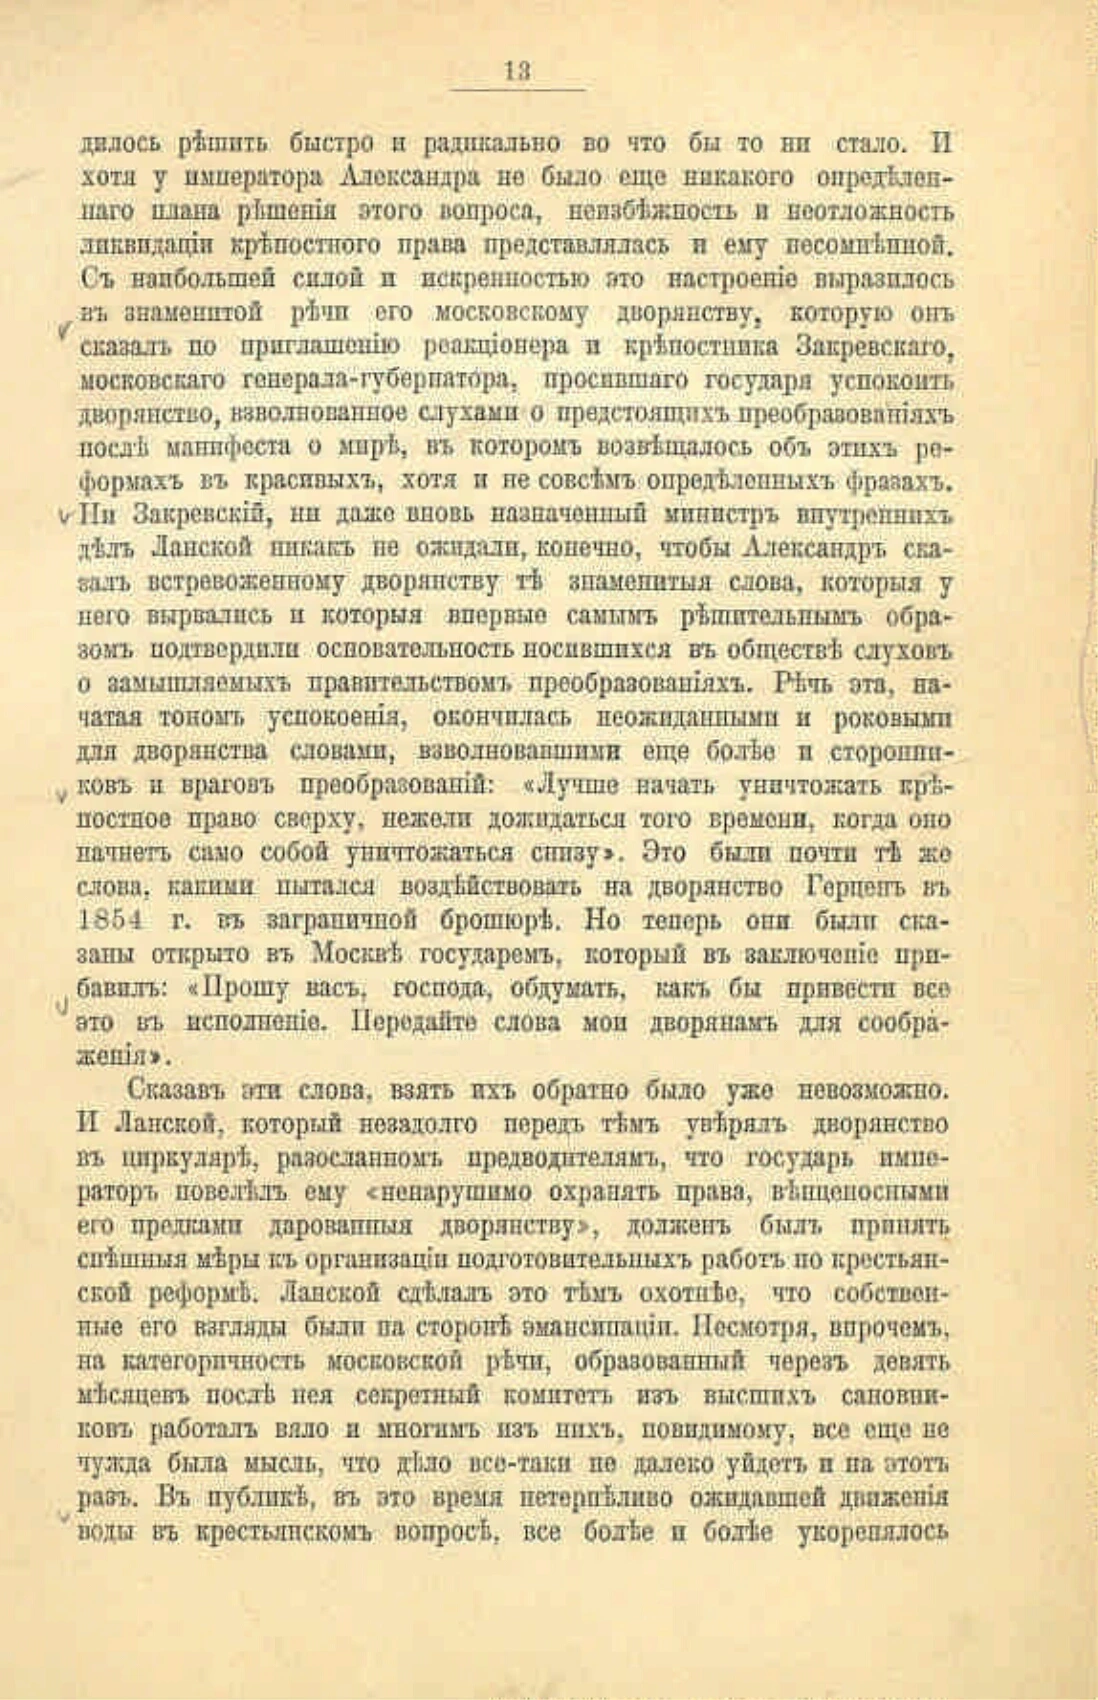 13
дилось рѣшить быстро и радикально во что бы то ни стало. И
хотя у императора Александра не было еще никакого опредѣлен-
наго плана рѣшенія этого вопроса, неизбѣжность и неотложность
ликвидаціи крѣпостного права представлялась и ему несомнѣнной.
Съ наибольшей силой и искренностью это настроеніе выразилось
въ знаменитой рѣчи его московскому дворянству, которую онъ
сказалъ по приглашенію реакціонера и крѣпостника Закревскаго,
московскаго генерала-губернатора, просившаго государя успокоить
дворянство, взволнованное слухами о предстоящихъ преобразованіяхъ
послѣ манифеста о мирѣ, въ которомъ возвѣщалось объ этихъ ре-
формахъ въ красивыхъ, хотя и не совсѣмъ опредѣленныхъ фразахъ.
Ни Закревскій, ни даже вновь назначенный министръ внутреннихъ
дѣлъ Ланской никакъ не ожидали, конечно, чтобы Александръ ска-
залъ встревоженному дворянству тѣ знаменитыя слова, которыя у
него вырвались и которыя впервые самымъ рѣшительнымъ обра-
зомъ подтвердили основательность носившихся въ обществѣ слуховъ
о замышляемыхъ правительствомъ преобразованіяхъ. Рѣчь эта, на-
чатая тономъ успокоенія, окончилась неожиданными и роковыми
для дворянства словами, взволновавшими еще болѣе и сторонни-
ковъ и враговъ преобразованій: «Лучше начать уничтожать крѣ-
постное право сверху, нежели дожидаться того времени, когда оно
начнетъ само собой уничтожаться снизу». Это были почти тѣ же
слова, какими пытался воздѣйствовать на дворянство Герценъ въ
1854 г. въ заграничной брошюрѣ. Но теперь они были ска-
заны открыто въ Москвѣ государемъ, который въ заключеніе при-
бавилъ: «Прошу васъ, господа, обдумать, какъ бы привести все
это въ исполненіе. Передайте слова мои дворянамъ для сообра-
женія».
Сказавъ эти слова, взять ихъ обратно было уже невозможно.
И Ланской, который незадолго передъ тѣмъ увѣрялъ дворянство
въ циркулярѣ, разосланномъ предводителямъ, что государь импе-
раторъ повелѣлъ ему «ненарушимо охранять права, вѣнценосными
его предками дарованныя дворянству», долженъ былъ принять
спѣшныя мѣры къ организаціи подготовительныхъ работъ по крестьян-
ской реформѣ. Ланской сдѣлалъ это тѣмъ охотнѣе, что собствен-
ные его взгляды были на сторонѣ эмансипаціи. Несмотря, впрочемъ,
на категоричность московской рѣчи, образованный черезъ девять
мѣсяцевъ послѣ нея секретный комитетъ изъ высшихъ сановни-
ковъ работалъ вяло и многимъ изъ нихъ, повидимому, все еще не
чужда была мысль, что дѣло все-таки не далеко уйдетъ и на этотъ
разъ. Въ публикѣ, въ это время нетерпѣливо ожидавшей движенія
воды въ крестьянскомъ вопросѣ, все болѣе и болѣе укоренялось